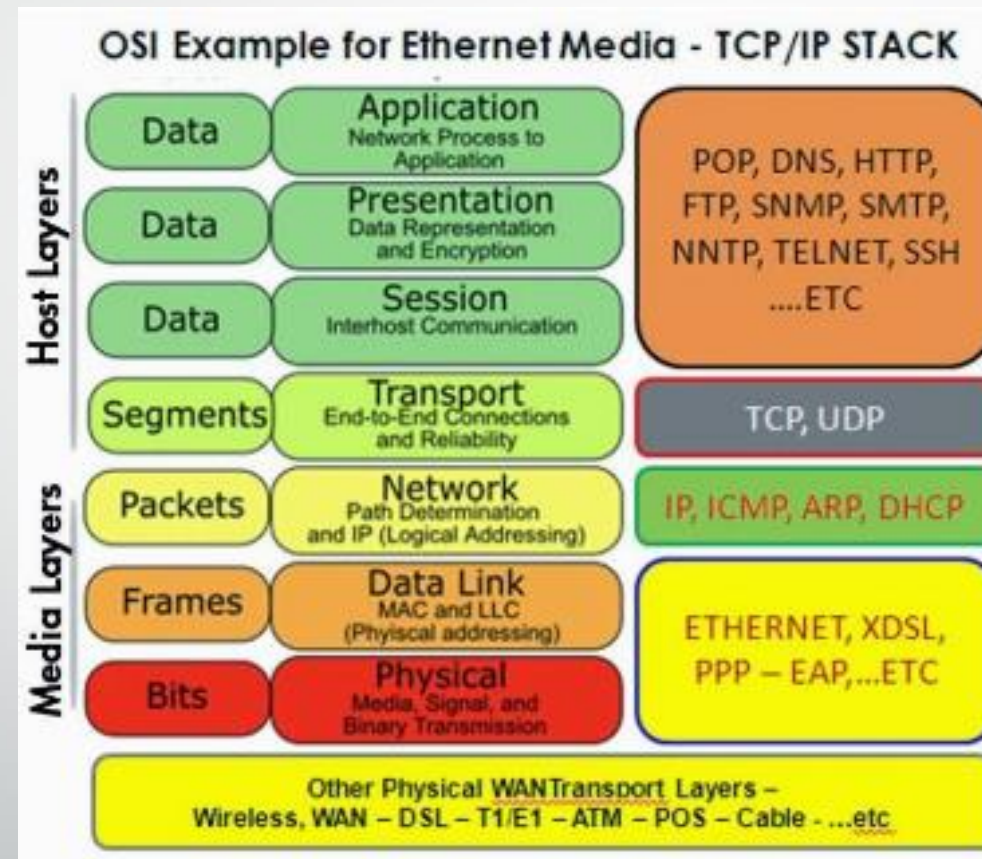 OSI Example for Ethernet Media - TCP/IP STACK
Host Layers
Data
Application
Network Process to
Application
POP, DNS, HTTP,
FTP, SNMP, SMTP,
NNTP, TELNET, SSH
....ETC
Data
Presentation
Data Representation
and Encryption
Data
Session
Interhost Communication
Segments
Transport
End-to-End Connections
and Reliability
TCP, UDP
Media Layers
Packets
Network
Path Determination
and IP (Logical Addressing)
IP, ICMP, ARP, DHCP
Frames
Data Link
MAC and LLC
(Phyiscal addressing)
ETHERNET, XDSL,
PPP – EAP,...ETC
Bits
Physical
Media, Signal, and
Binary Transmission
Other Physical WANTransport Layers –
Wireless, WAN – DSL – T1/E1 – ATM – POS – Cable - ...etc